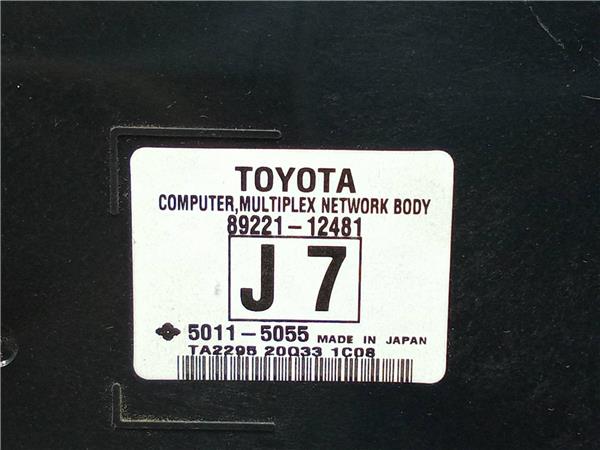 TOYOTA
COMPUTER,MULTIPLEX NETWORK BODY
89221-12481
J 7
5011-5055 MADE IN JAPAN
TA2295 20Q33 1C08